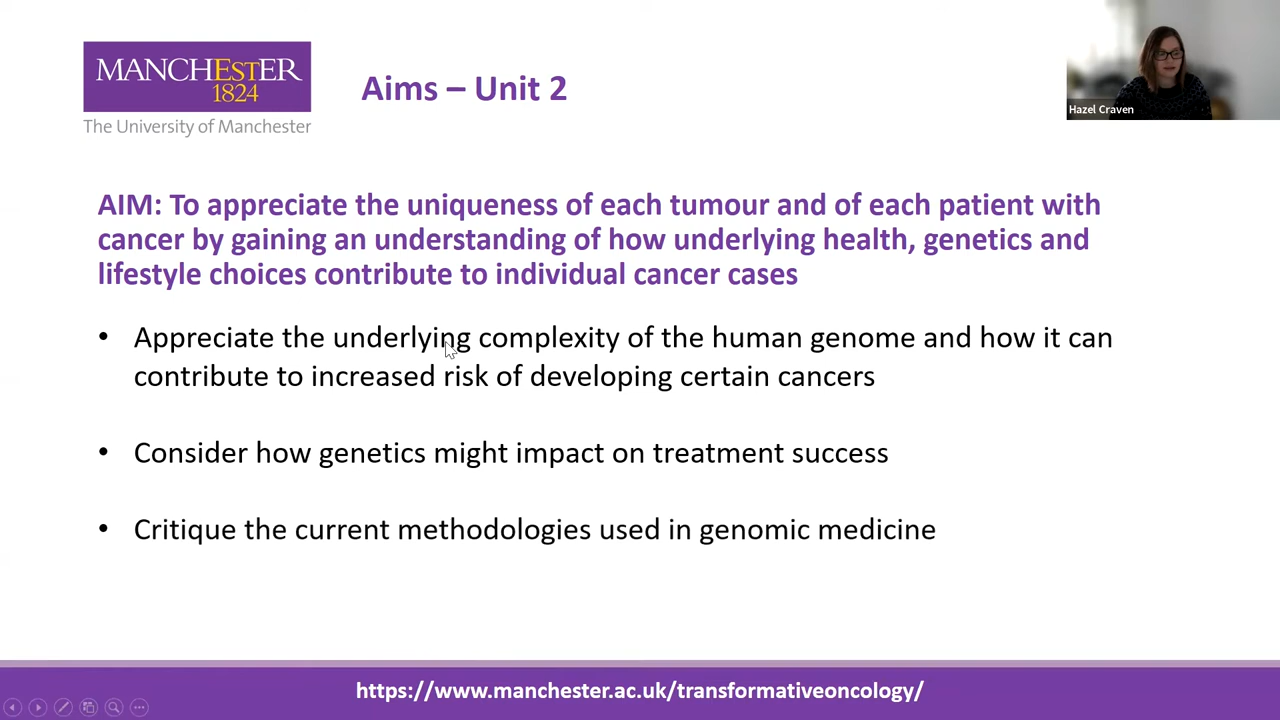 MANCHESTER
1824
The University of Manchester
Aims – Unit 2
Hazel Craven
AIM: To appreciate the uniqueness of each tumour and of each patient with
cancer by gaining an understanding of how underlying health, genetics and
lifestyle choices contribute to individual cancer cases
• Appreciate the underlying complexity of the human genome and how it can
contribute to increased risk of developing certain cancers
• Consider how genetics might impact on treatment success
• Critique the current methodologies used in genomic medicine
https://www.manchester.ac.uk/transformativeoncology/